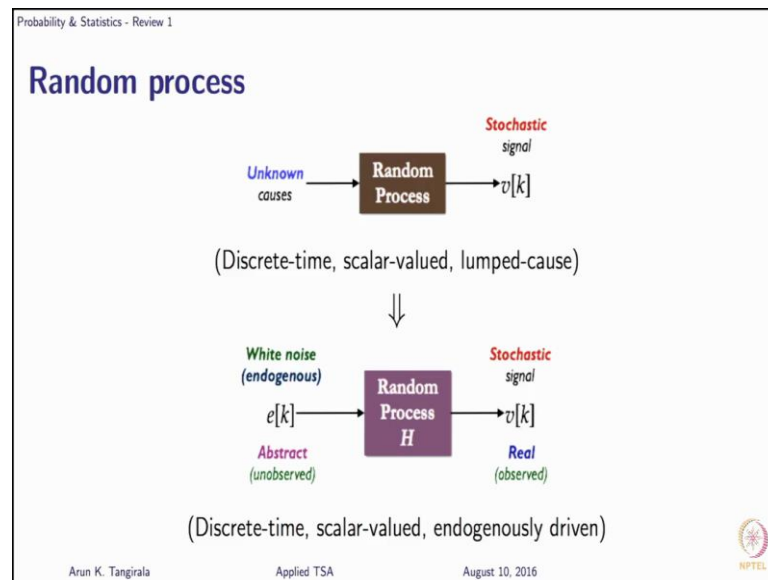 Probability & Statistics - Review 1
Random process
Unknown
causes
Random
Process
Stochastic
signal
v[k]
(Discrete-time, scalar-valued, lumped-cause)
⇓
White noise
(endogenous)
e[k]
Abstract
(unobserved)
Random
Process
H
Stochastic
signal
v[k]
Real
(observed)
(Discrete-time, scalar-valued, endogenously driven)
Arun K. Tangirala Applied TSA August 10, 2016
NPTEL